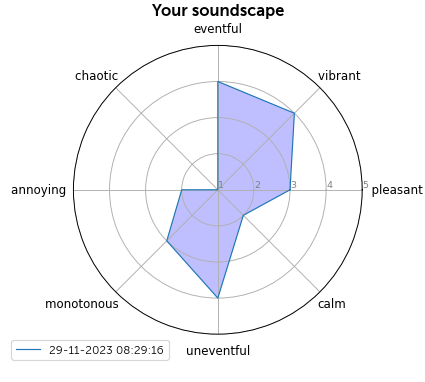 Your soundscape
eventful
chaotic
vibrant
annoying
1
2
3
4
5
pleasant
monotonous
calm
uneventful
29-11-2023 08:29:16